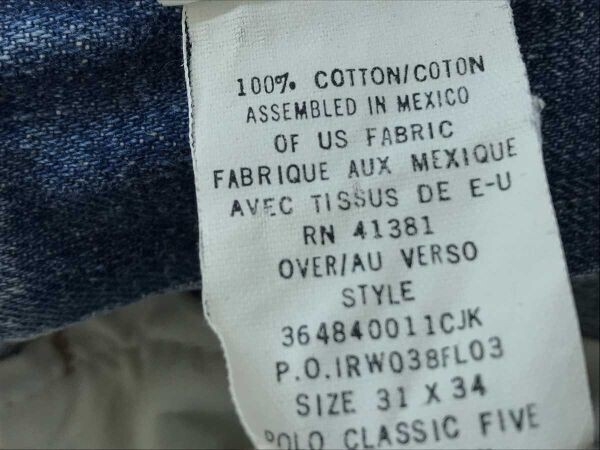 100% COTTON/COTON
ASSEMBLED IN MEXICO
OF US FABRIC
FABRIQUE AUX MEXIQUE
AVEC TISSUS DE E-U
RN 41381
OVER/AU VERSO
STYLE
364840011CJK
P.O.IRW038FL03
SIZE 31 X 34
POLO CLASSIC FIVE